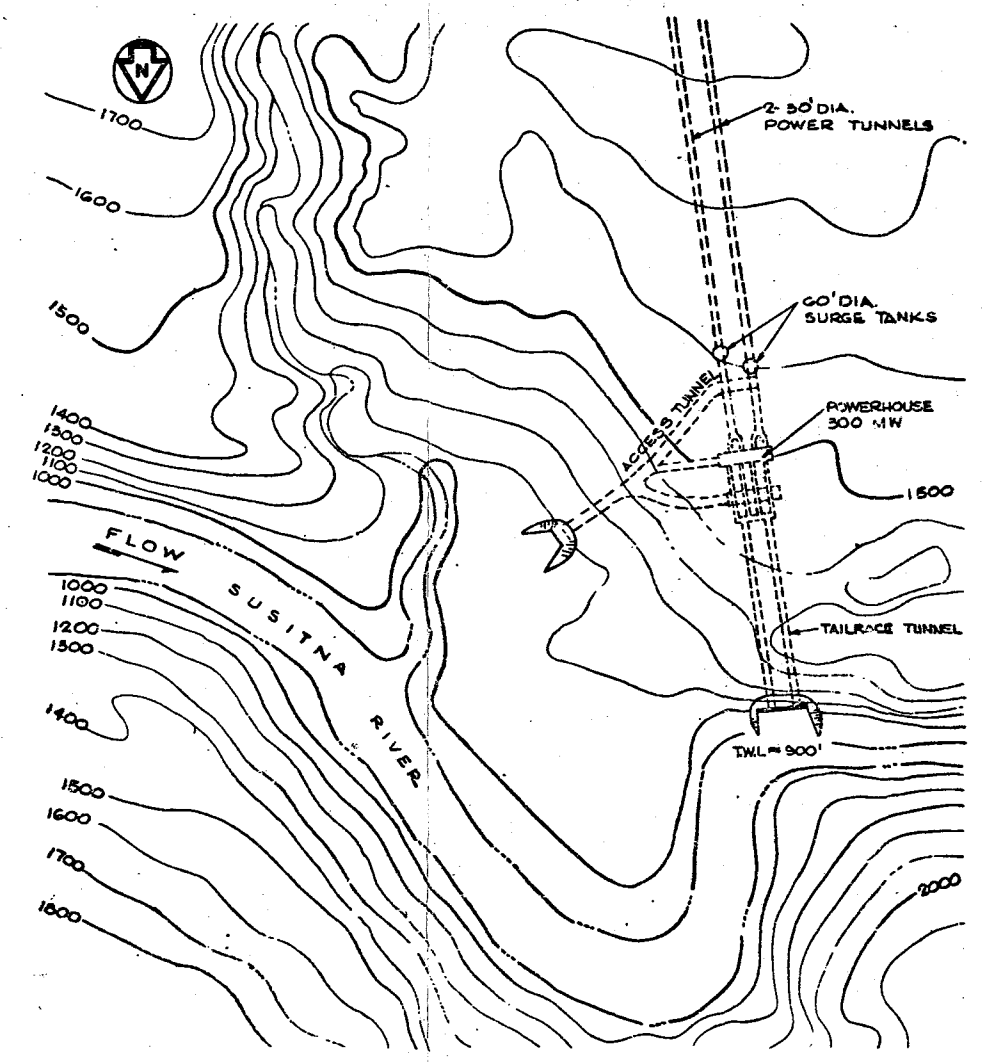 N
1700
1600
1500
1400
1300
1200
1100
1000
FLOW
SUSITNA
RIVER
1000
1100
1200
1300
1400
1500
1600
1700
1800
2-30' DIA.
POWER TUNNELS
60' DIA.
SURGE TANKS
ACCESS TUNNEL
POWERHOUSE
300 MW
1500
TAILRACE TUNNEL
T.W.L = 900'
2000